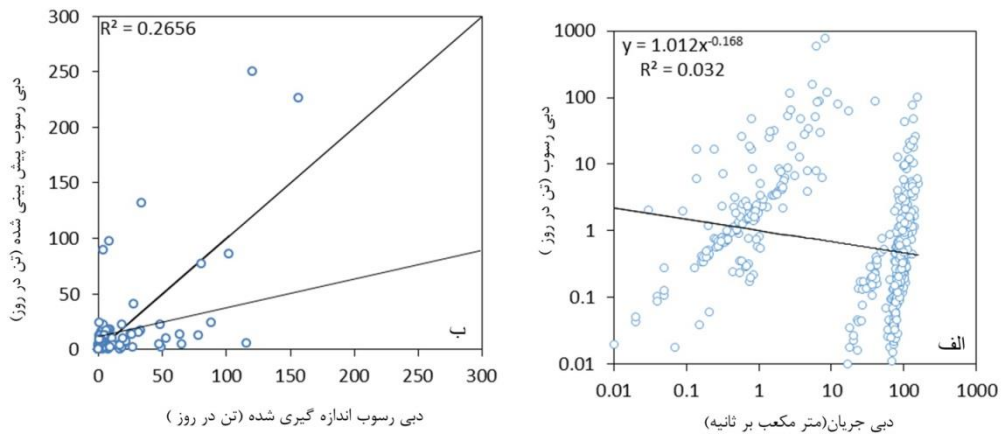 R² = 0.2656
300
250
200
150
100
50
0
0 50 100 150 200 250 300
دبی رسوب پیش بینی شده (تن در روز)
دبی رسوب اندازه گیری شده (تن در روز )
ب
y = 1.012x^-0.168
R² = 0.032
1000
100
10
1
0.1
0.01
0.01 0.1 1 10 100 1000
دبی رسوب (تن در روز )
دبی جریان(متر مکعب بر ثانیه)
الف